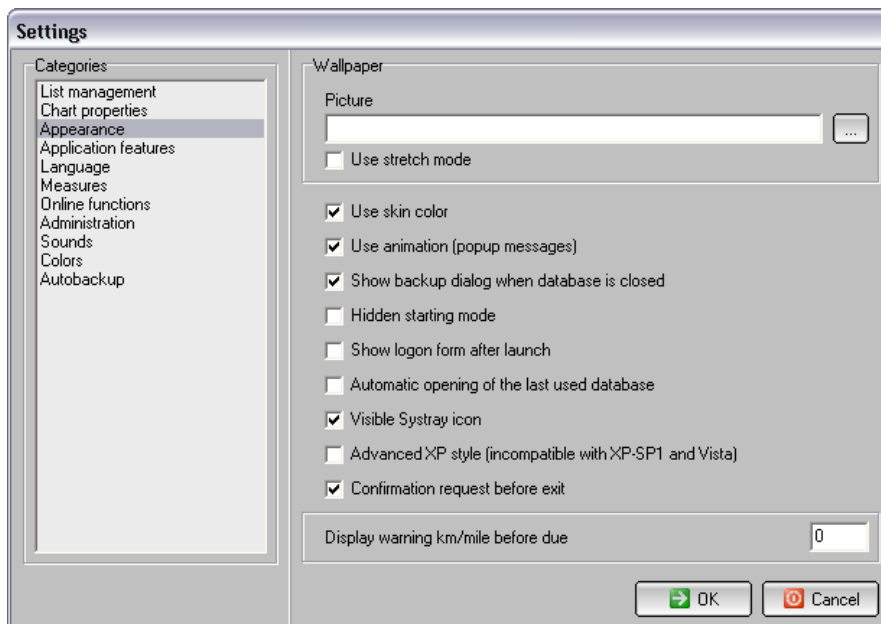 Settings
Categories
List management
Chart properties
Appearance
Application features
Language
Measures
Online functions
Administration
Sounds
Colors
Autobackup
Wallpaper
Picture
...
Use stretch mode
Use skin color
Use animation (popup messages)
Show backup dialog when database is closed
Hidden starting mode
Show logon form after launch
Automatic opening of the last used database
Visible Systray icon
Advanced XP style (incompatible with XP-SP1 and Vista)
Confirmation request before exit
Display warning km/mile before due
0
OK
Cancel